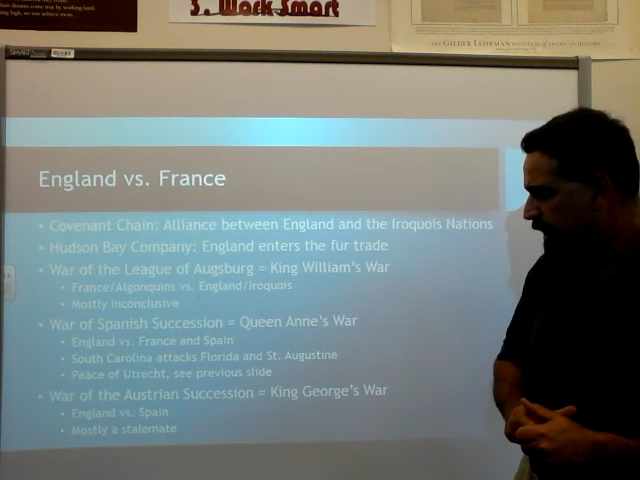 3. Work Smart
THE GILDER LEHRMAN INSTITUTE of AMERICAN HISTORY
SMART
England vs. France
• Covenant Chain: Alliance between England and the Iroquois Nations
• Hudson Bay Company: England enters the fur trade
• War of the League of Augsburg = King William's War
• France/Algonquins vs. England/Iroquois
• Mostly inconclusive
• War of Spanish Succession = Queen Anne's War
• England vs. France and Spain
• South Carolina attacks Florida and St. Augustine
• Peace of Utrecht, see previous slide
• War of the Austrian Succession = King George's War
• England vs. Spain
• Mostly a stalemate